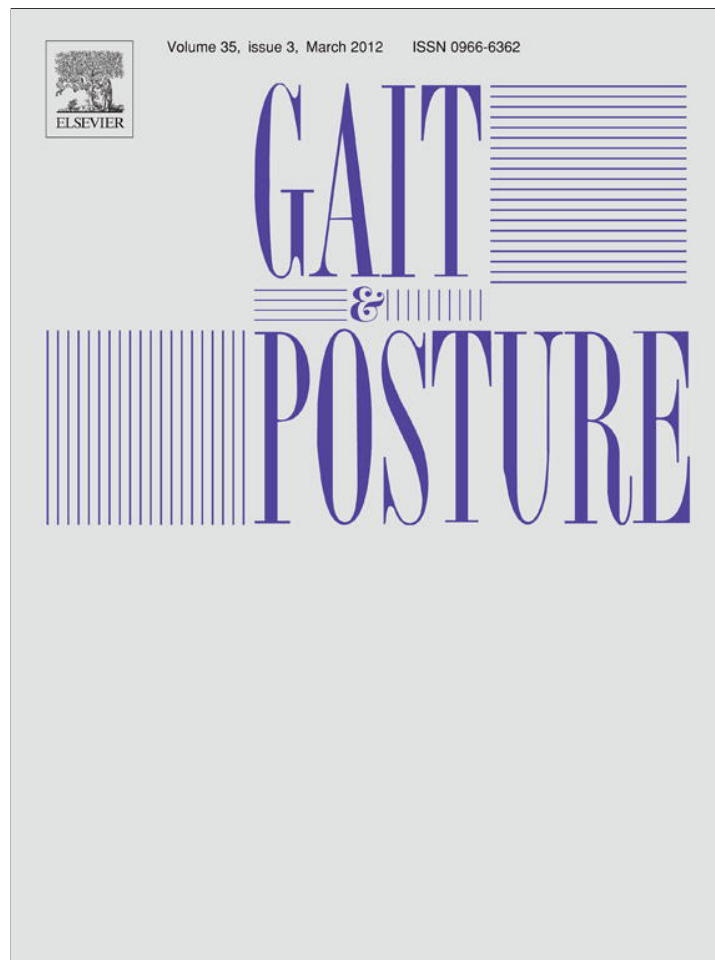 Volume 35, issue 3, March 2012 ISSN 0966-6362
ELSEVIER
GAIT
&
POSTURE